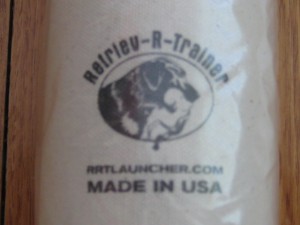 Retriev-R-Trainer
RRTLAUNCHER.COM
MADE IN USA